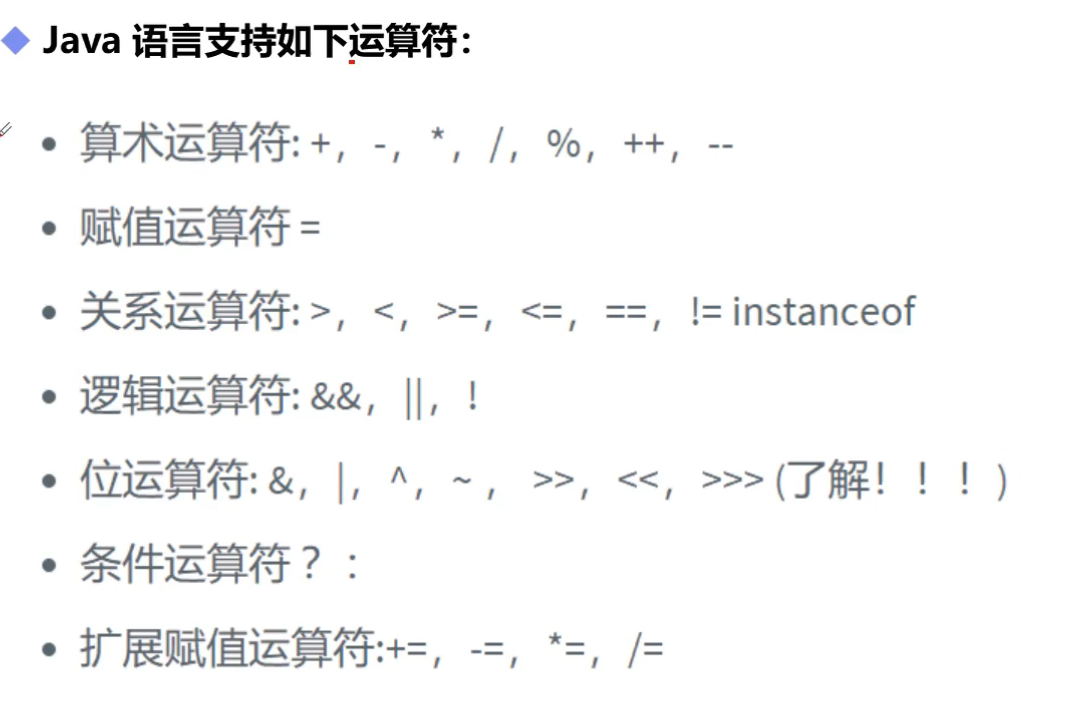 Java 语言支持如下运算符：
算术运算符: +， -， *， /， %， ++， --
赋值运算符 =
关系运算符: >， <， >=， <=， ==， != instanceof
逻辑运算符: &&， ||， !
位运算符: &， |， ^， ~ ， >>， <<， >>> (了解！！！)
条件运算符？：
扩展赋值运算符:+=， -=， *=， /=